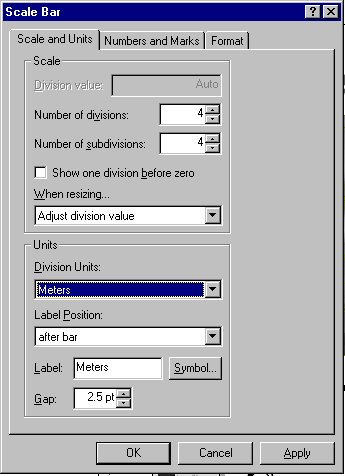 Scale Bar
Scale and Units Numbers and Marks Format
Scale
Division value: Auto
Number of divisions: 4
Number of subdivisions: 4
Show one division before zero
When resizing...
Adjust division value
Units
Division Units:
Meters
Label Position:
after bar
Label: Meters Symbol...
Gap: 2.5 pt
OK Cancel Apply